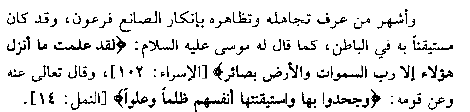 وأشهر من عرف تجاهله وتظاهره بإنكار الصانع فرعون، وقد كان
مستيقناً به في الباطن، كما قال له موسى عليه السلام: ﴿لقد علمت ما أنزل
هؤلاء إلا رب السموات والأرض بصائر﴾ [الإسراء: ١٠٢]، وقال تعالى عنه
وعن قومه: ﴿وجحدوا بها واستيقنتها أنفسهم ظلماً وعلواً﴾ [النمل: ١٤].